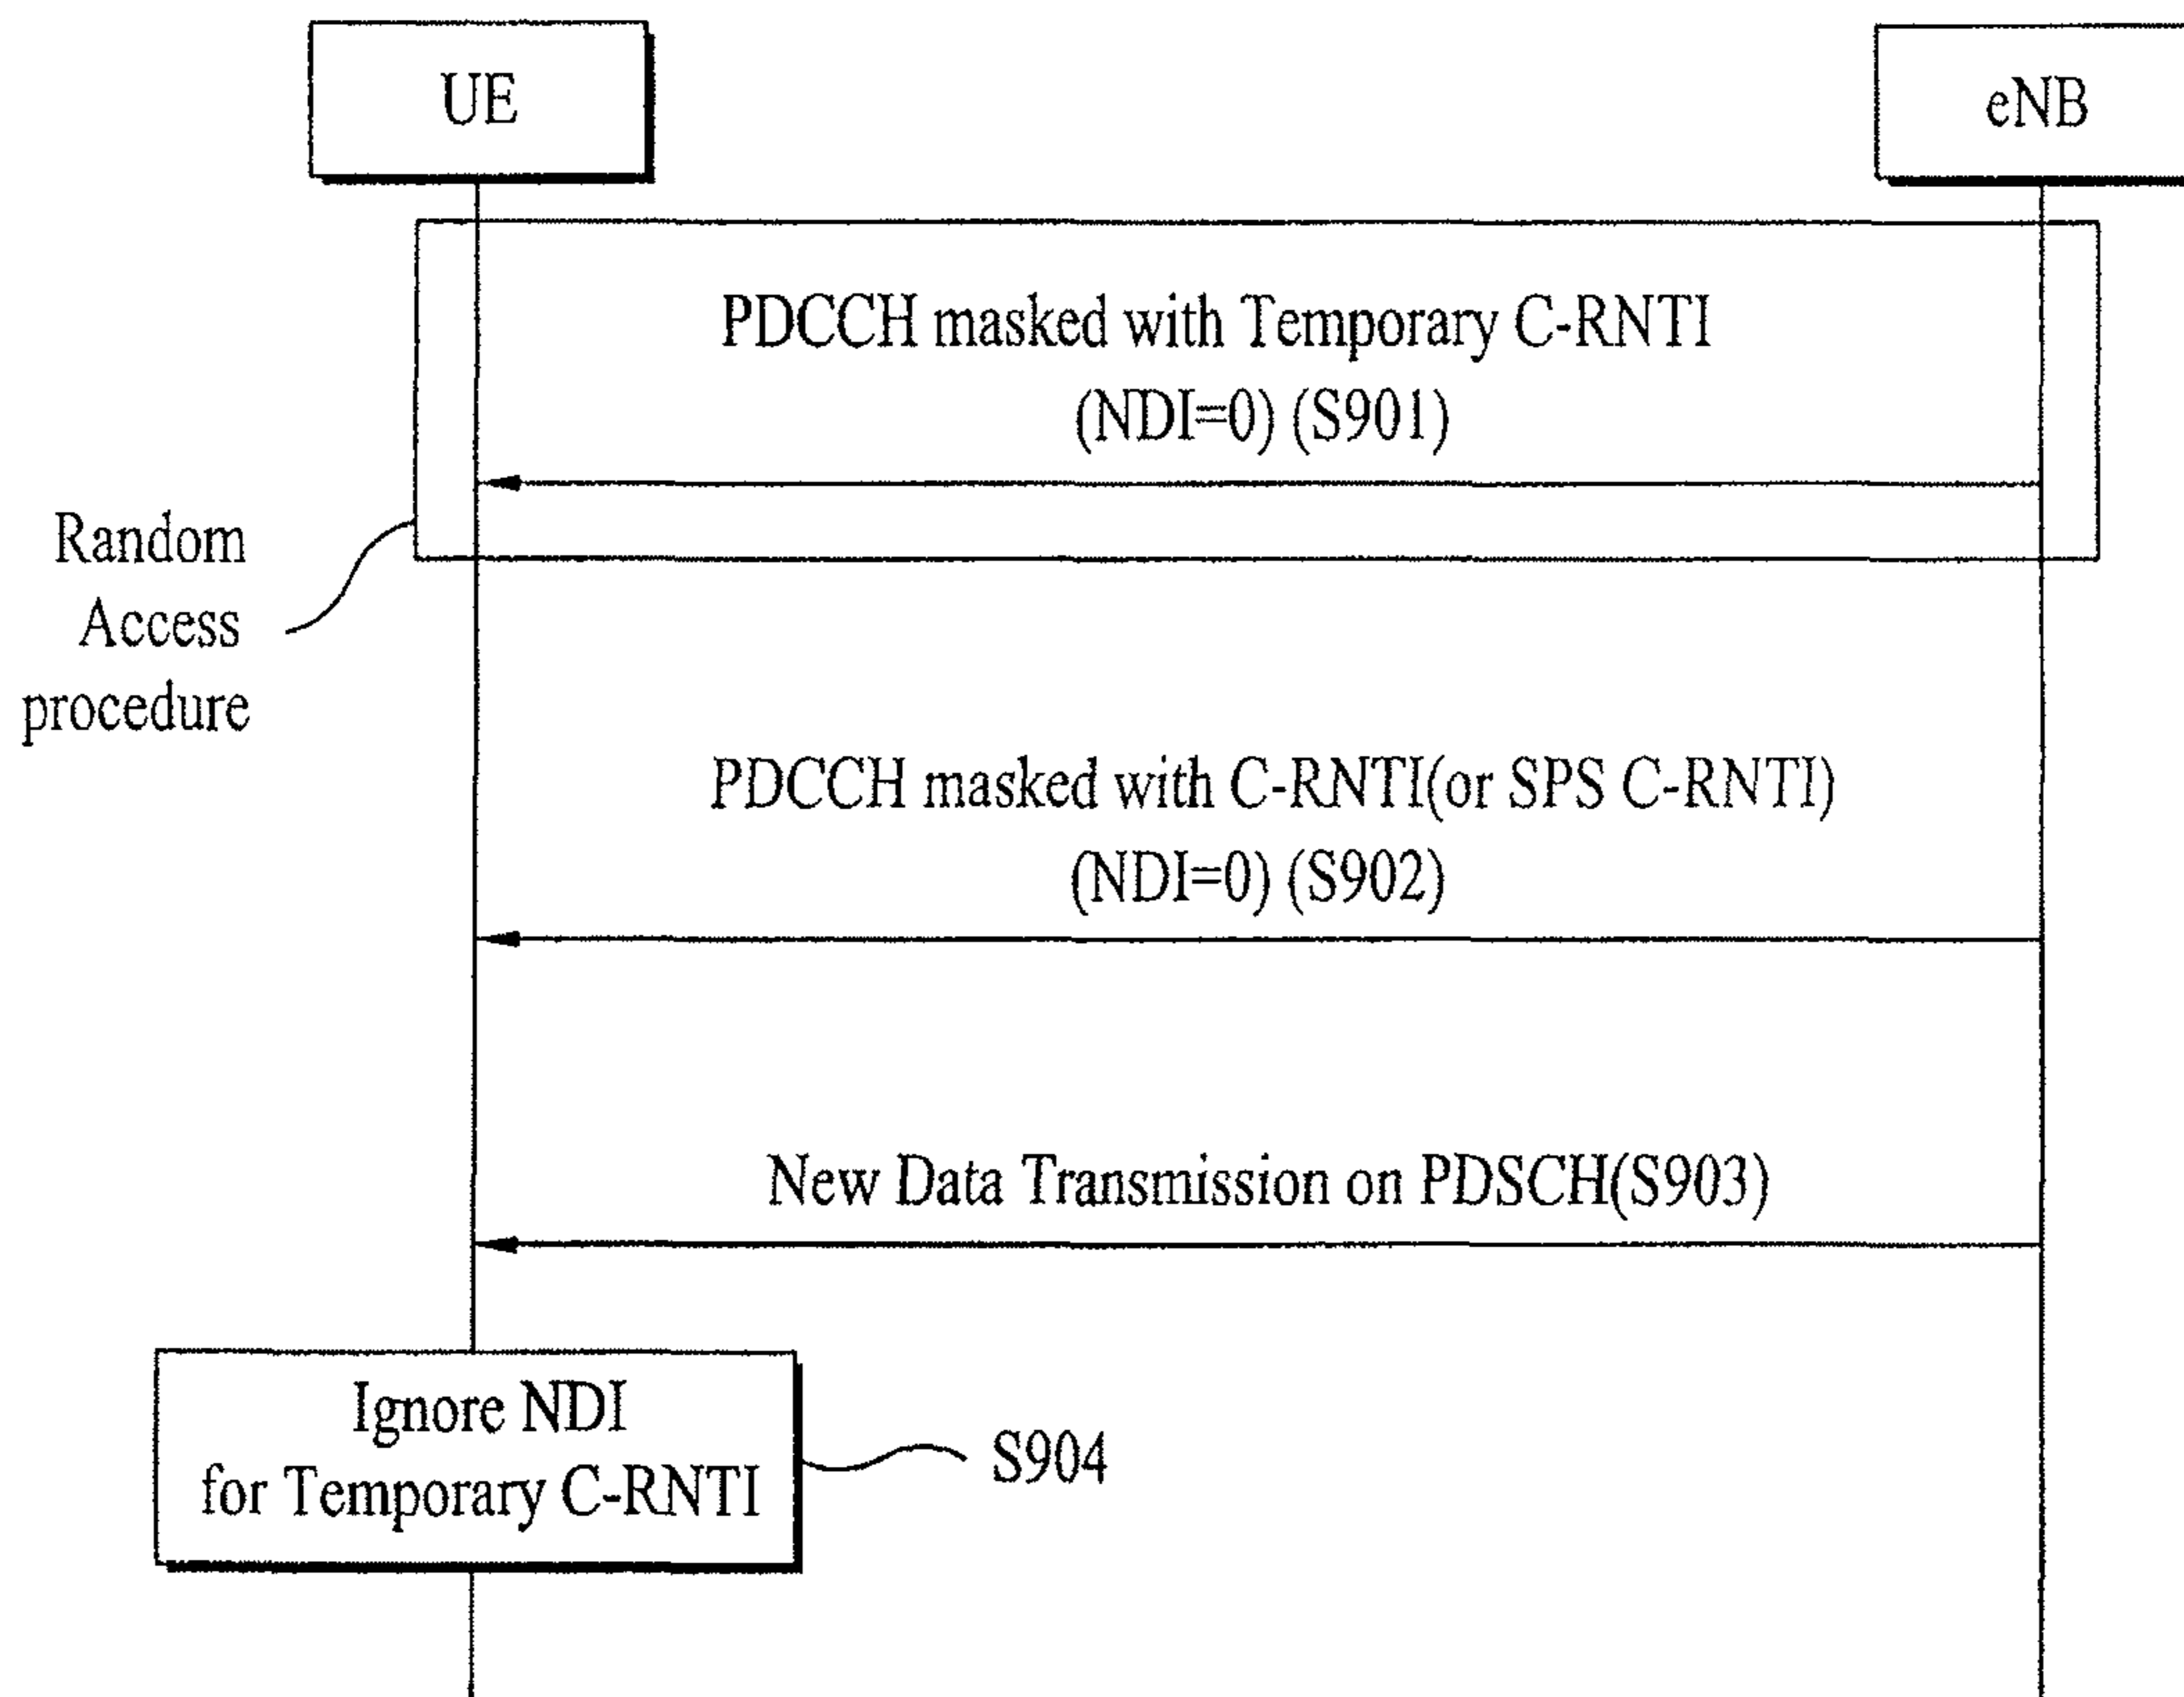 UE
eNB
PDCCH masked with Temporary C-RNTI
(NDI=0) (S901)
Random
Access
procedure
PDCCH masked with C-RNTI(or SPS C-RNTI)
(NDI=0) (S902)
New Data Transmission on PDSCH(S903)
Ignore NDI
for Temporary C-RNTI
S904